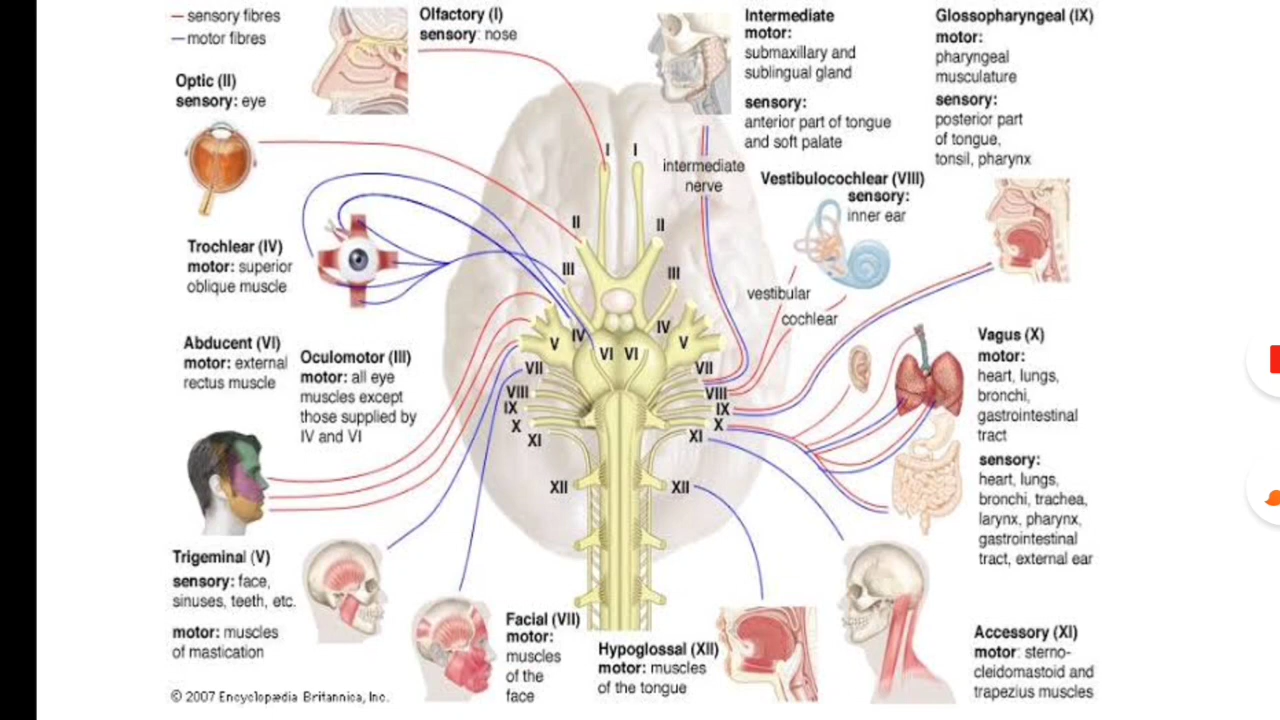 sensory fibres
motor fibres
Olfactory (I)
sensory: nose
Optic (II)
sensory: eye
Intermediate
motor:
submaxillary and
sublingual gland
sensory:
anterior part of tongue
and soft palate
Glossopharyngeal (IX)
motor:
pharyngeal
musculature
sensory:
posterior part
of tongue,
tonsil, pharynx
intermediate
nerve
Vestibulocochlear (VIII)
sensory:
inner ear
vestibular
cochlear
Trochlear (IV)
motor: superior
oblique muscle
Abducent (VI)
motor: external
rectus muscle
Oculomotor (III)
motor: all eye
muscles except
those supplied by
IV and VI
I I
II II
III III
IV IV
V VI VI V
VII VII
VIII VIII
IX IX
X X
XI XI
XII XII
Vagus (X)
motor:
heart, lungs,
bronchi,
gastrointestinal
tract
sensory:
heart, lungs,
bronchi, trachea,
larynx, pharynx,
gastrointestinal
tract, external ear
Trigeminal (V)
sensory: face,
sinuses, teeth, etc.
motor: muscles
of mastication
Facial (VII)
motor:
muscles
of the
face
Hypoglossal (XII)
motor: muscles
of the tongue
Accessory (XI)
motor: sterno-
cleidomastoid and
trapezius muscles
© 2007 Encyclopædia Britannica, Inc.